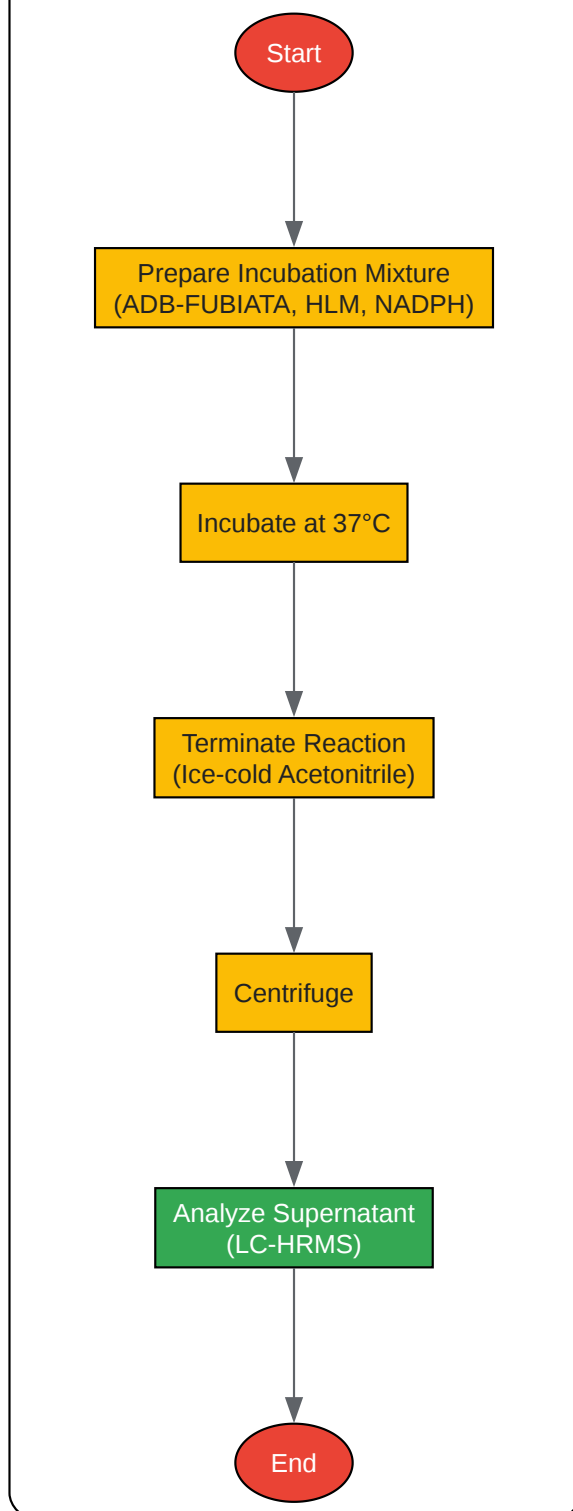 Start
Prepare Incubation Mixture
(ADB-FUBIATA, HLM, NADPH)
Incubate at 37°C
Terminate Reaction
(Ice-cold Acetonitrile)
Centrifuge
Analyze Supernatant
(LC-HRMS)
End